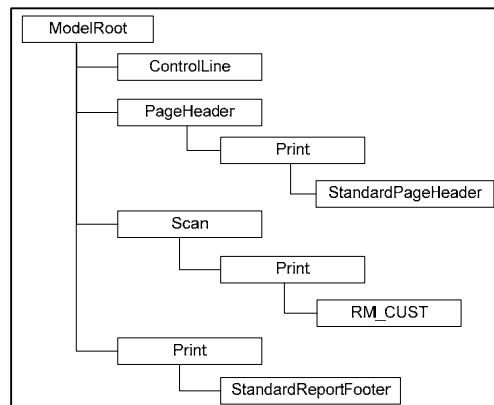 ModelRoot
ControlLine
PageHeader
Print
StandardPageHeader
Scan
Print
RM_CUST
Print
StandardReportFooter